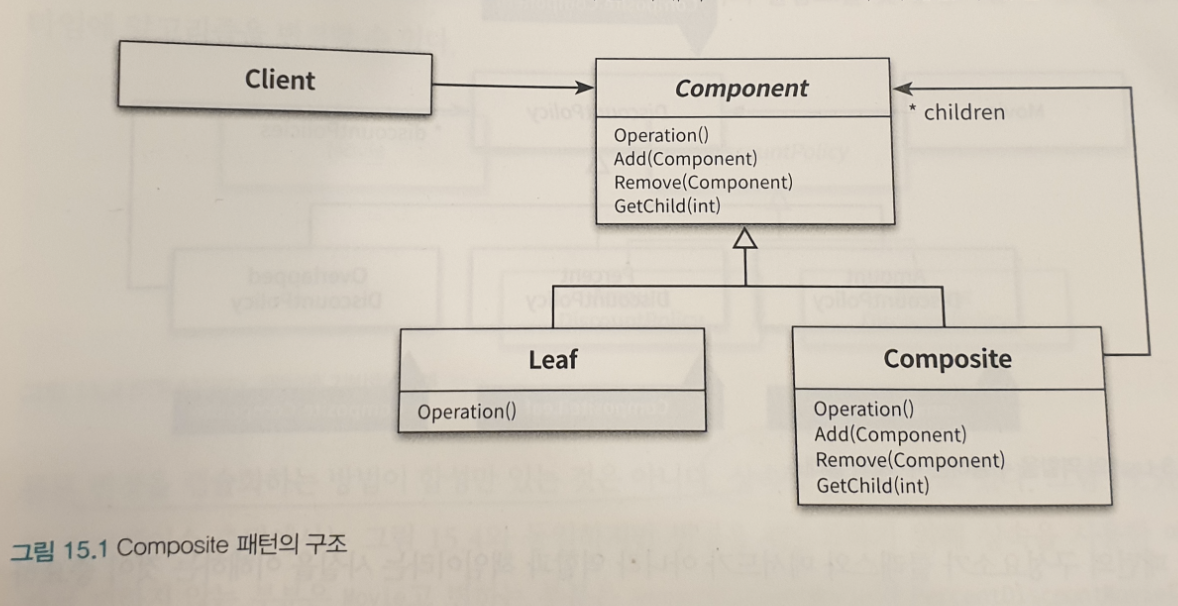 Client
Component
* children
Operation()
Add(Component)
Remove(Component)
GetChild(int)
Leaf
Operation()
Composite
Operation()
Add(Component)
Remove(Component)
GetChild(int)
그림 15.1 Composite 패턴의 구조